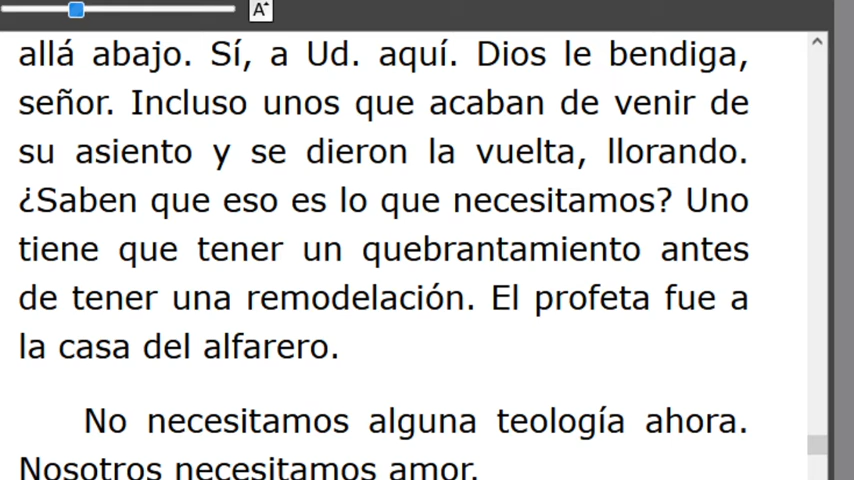 A
allá abajo. Sí, a Ud. aquí. Dios le bendiga,
señor. Incluso unos que acaban de venir de
su asiento y se dieron la vuelta, llorando.
¿Saben que eso es lo que necesitamos? Uno
tiene que tener un quebrantamiento antes
de tener una remodelación. El profeta fue a
la casa del alfarero.
No necesitamos alguna teología ahora.
Nosotros necesitamos amor.